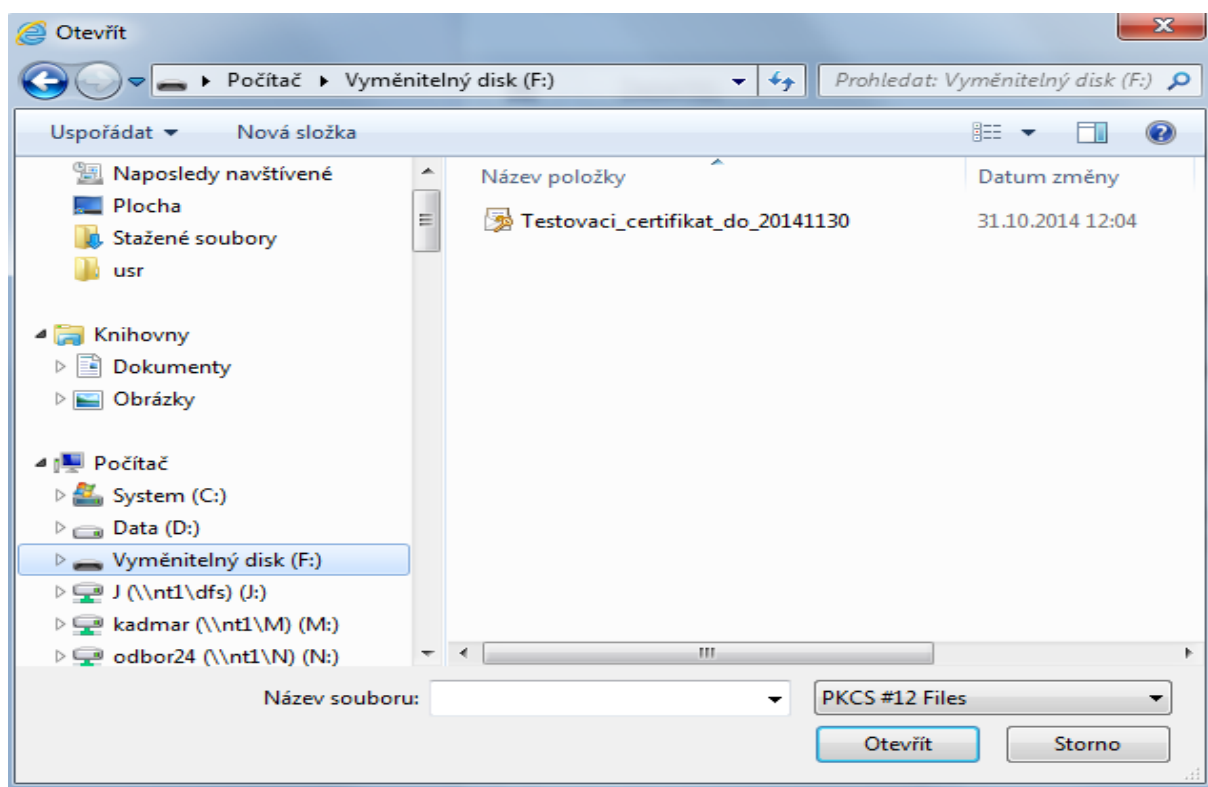 Otevřít
Počítač Vyměnitelný disk (F:) Prohledat: Vyměnitelný disk (F:)
Uspořádat Nová složka
Naposledy navštívené
Plocha
Stažené soubory
usr
Knihovny
Dokumenty
Obrázky
Počítač
System (C:)
Data (D:)
Vyměnitelný disk (F:)
J (\\nt1\dfs) (J:)
kadmar (\\nt1\M) (M:)
odbor24 (\\nt1\N) (N:)
Název položky Datum změny
Testovaci_certifikat_do_20141130 31.10.2014 12:04
Název souboru: PKCS #12 Files
Otevřít Storno